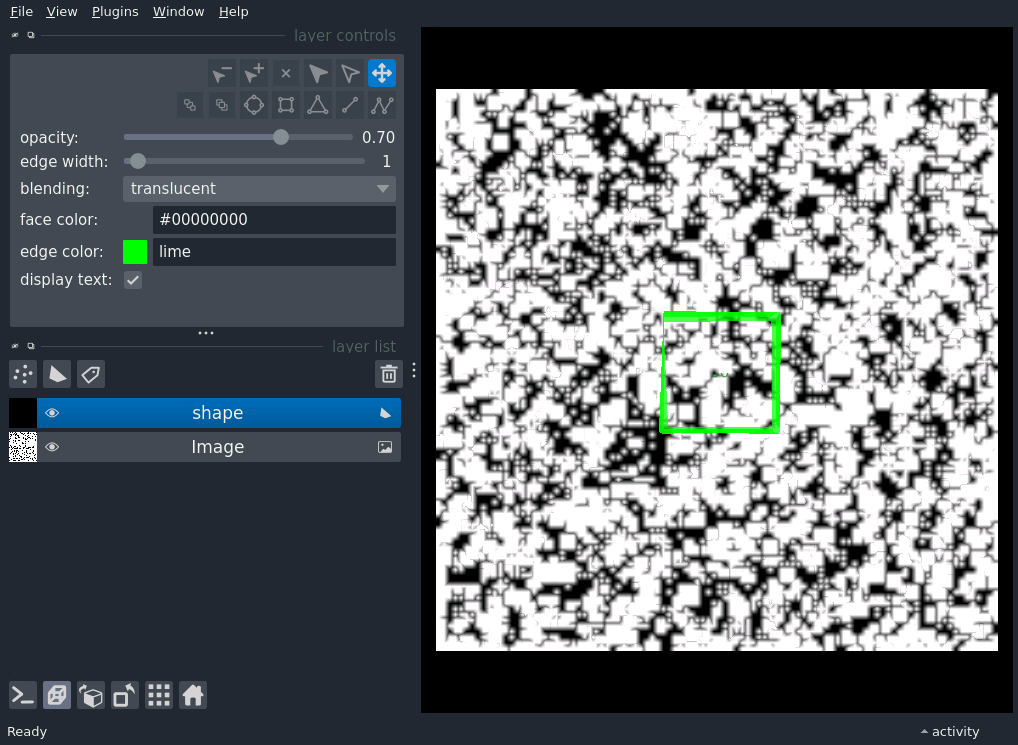 File View Plugins Window Help
layer controls
opacity: 0.70
edge width: 1
blending: translucent
face color: #00000000
edge color: lime
display text:
layer list
shape
Image
Ready
activity